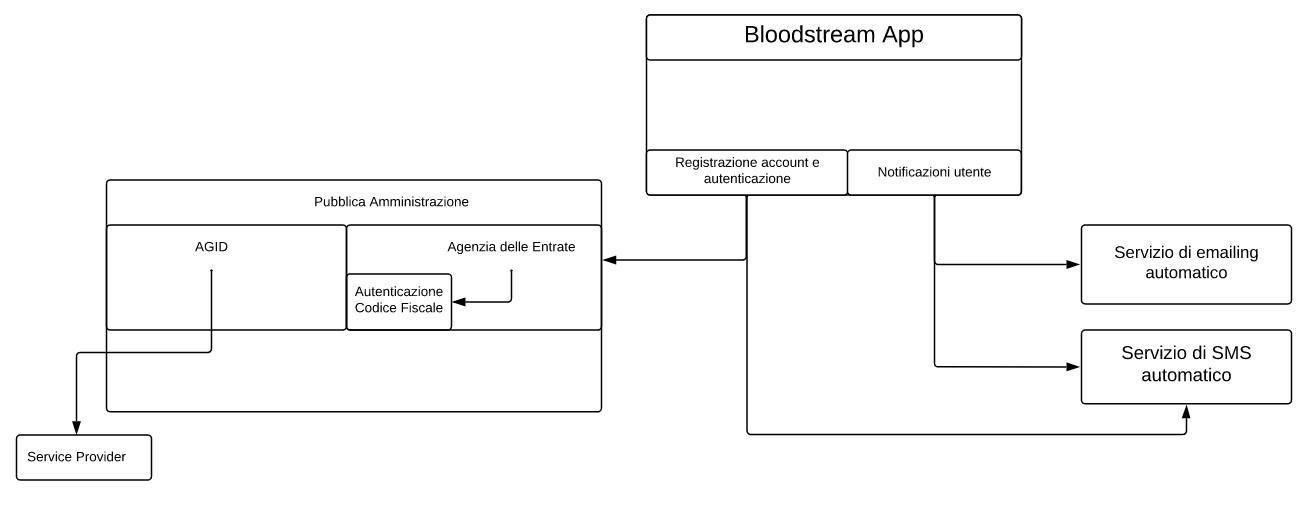 Bloodstream App
Registrazione account e
autenticazione
Notificazioni utente
Pubblica Amministrazione
AGID
Agenzia delle Entrate
Autenticazione
Codice Fiscale
Servizio di emailing
automatico
Servizio di SMS
automatico
Service Provider